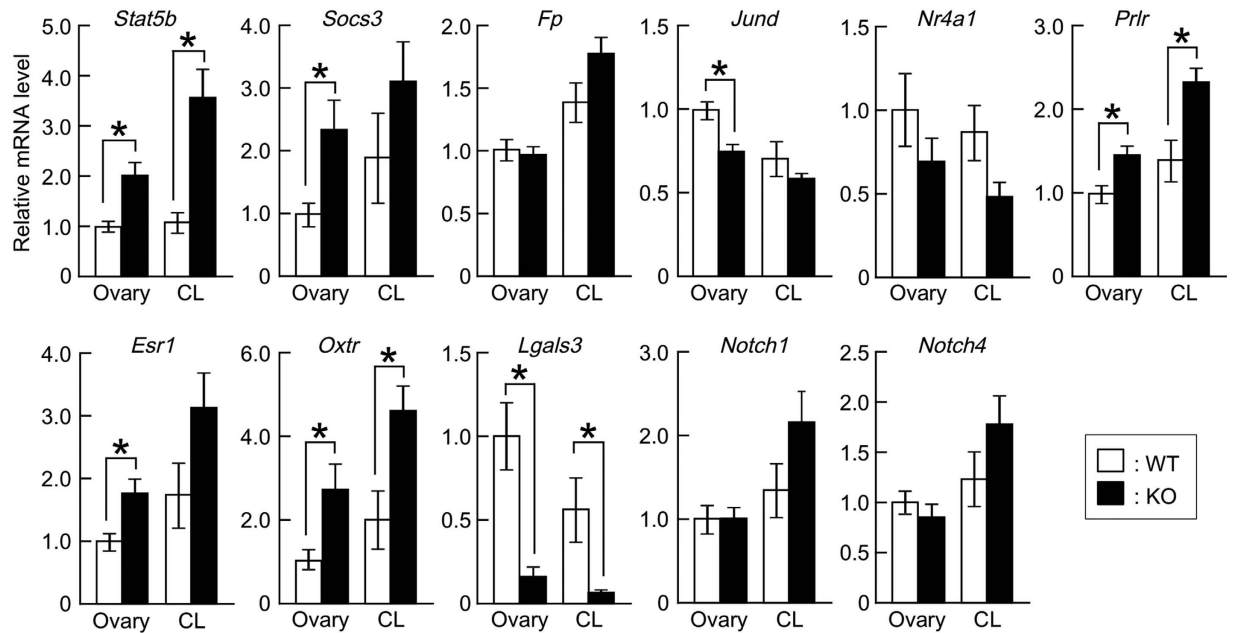 Stat5b Socs3 Fp Jund Nr4a1 Prlr
Relative mRNA level
5.0 4.0 2.0 1.5 1.5 3.0
4.0 3.0 1.5 1.0 1.0 2.0
3.0 2.0 1.0 0.5 0.5 1.0
2.0 1.0 0.5 0 0 0
1.0 0 0
0
* * * * * *
Ovary CL Ovary CL Ovary CL Ovary CL Ovary CL Ovary CL
Esr1 Oxtr Lgals3 Notch1 Notch4
4.0 6.0 1.5 3.0 2.5
3.0 4.0 1.0 2.0 2.0
2.0 2.0 0.5 1.0 1.5
1.0 0 0 0 1.0
0 0.5
0
* * * * *
Ovary CL Ovary CL Ovary CL Ovary CL Ovary CL
: WT
: KO